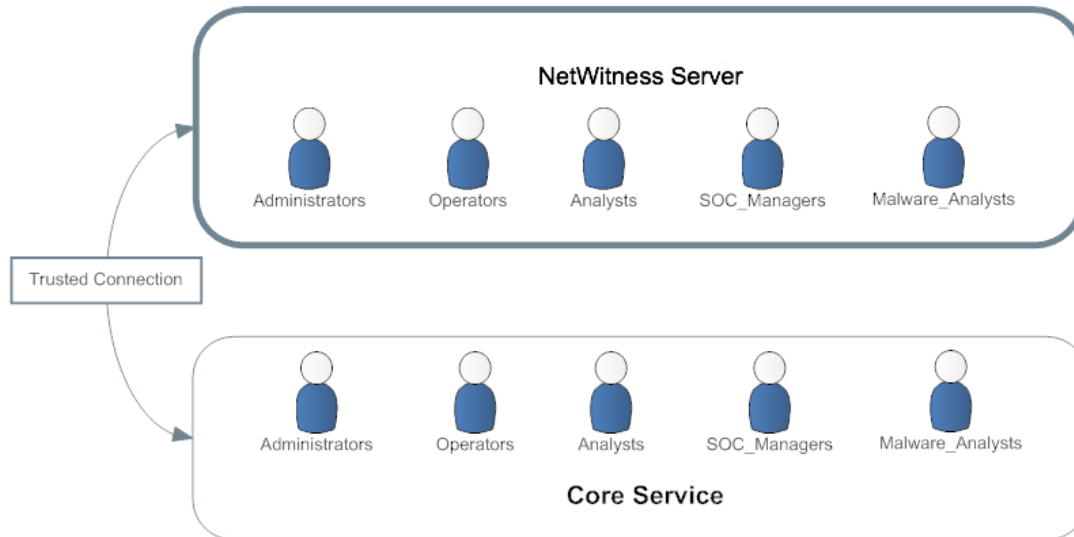 NetWitness Server
Administrators Operators Analysts SOC_Managers Malware_Analysts
Trusted Connection
Administrators Operators Analysts SOC_Managers Malware_Analysts
Core Service